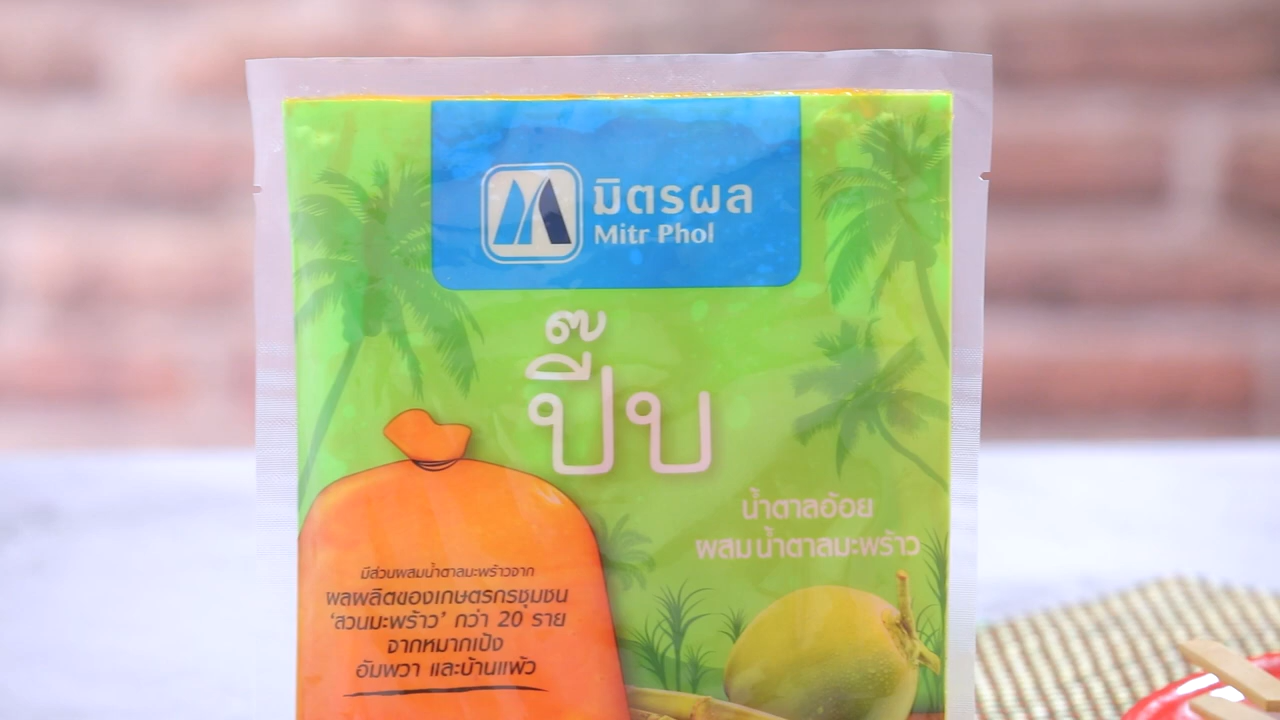 มิตรผล
Mitr Phol
ปี๊บ
น้ำตาลอ้อย
ผสมน้ำตาลมะพร้าว
มีส่วนผสมน้ำตาลมะพร้าวจาก
ผลผลิตของเกษตรกรชุมชน
‘สวนมะพร้าว’ กว่า 20 ราย
จากหมากเป้ง
อัมพวา และบ้านแพ้ว